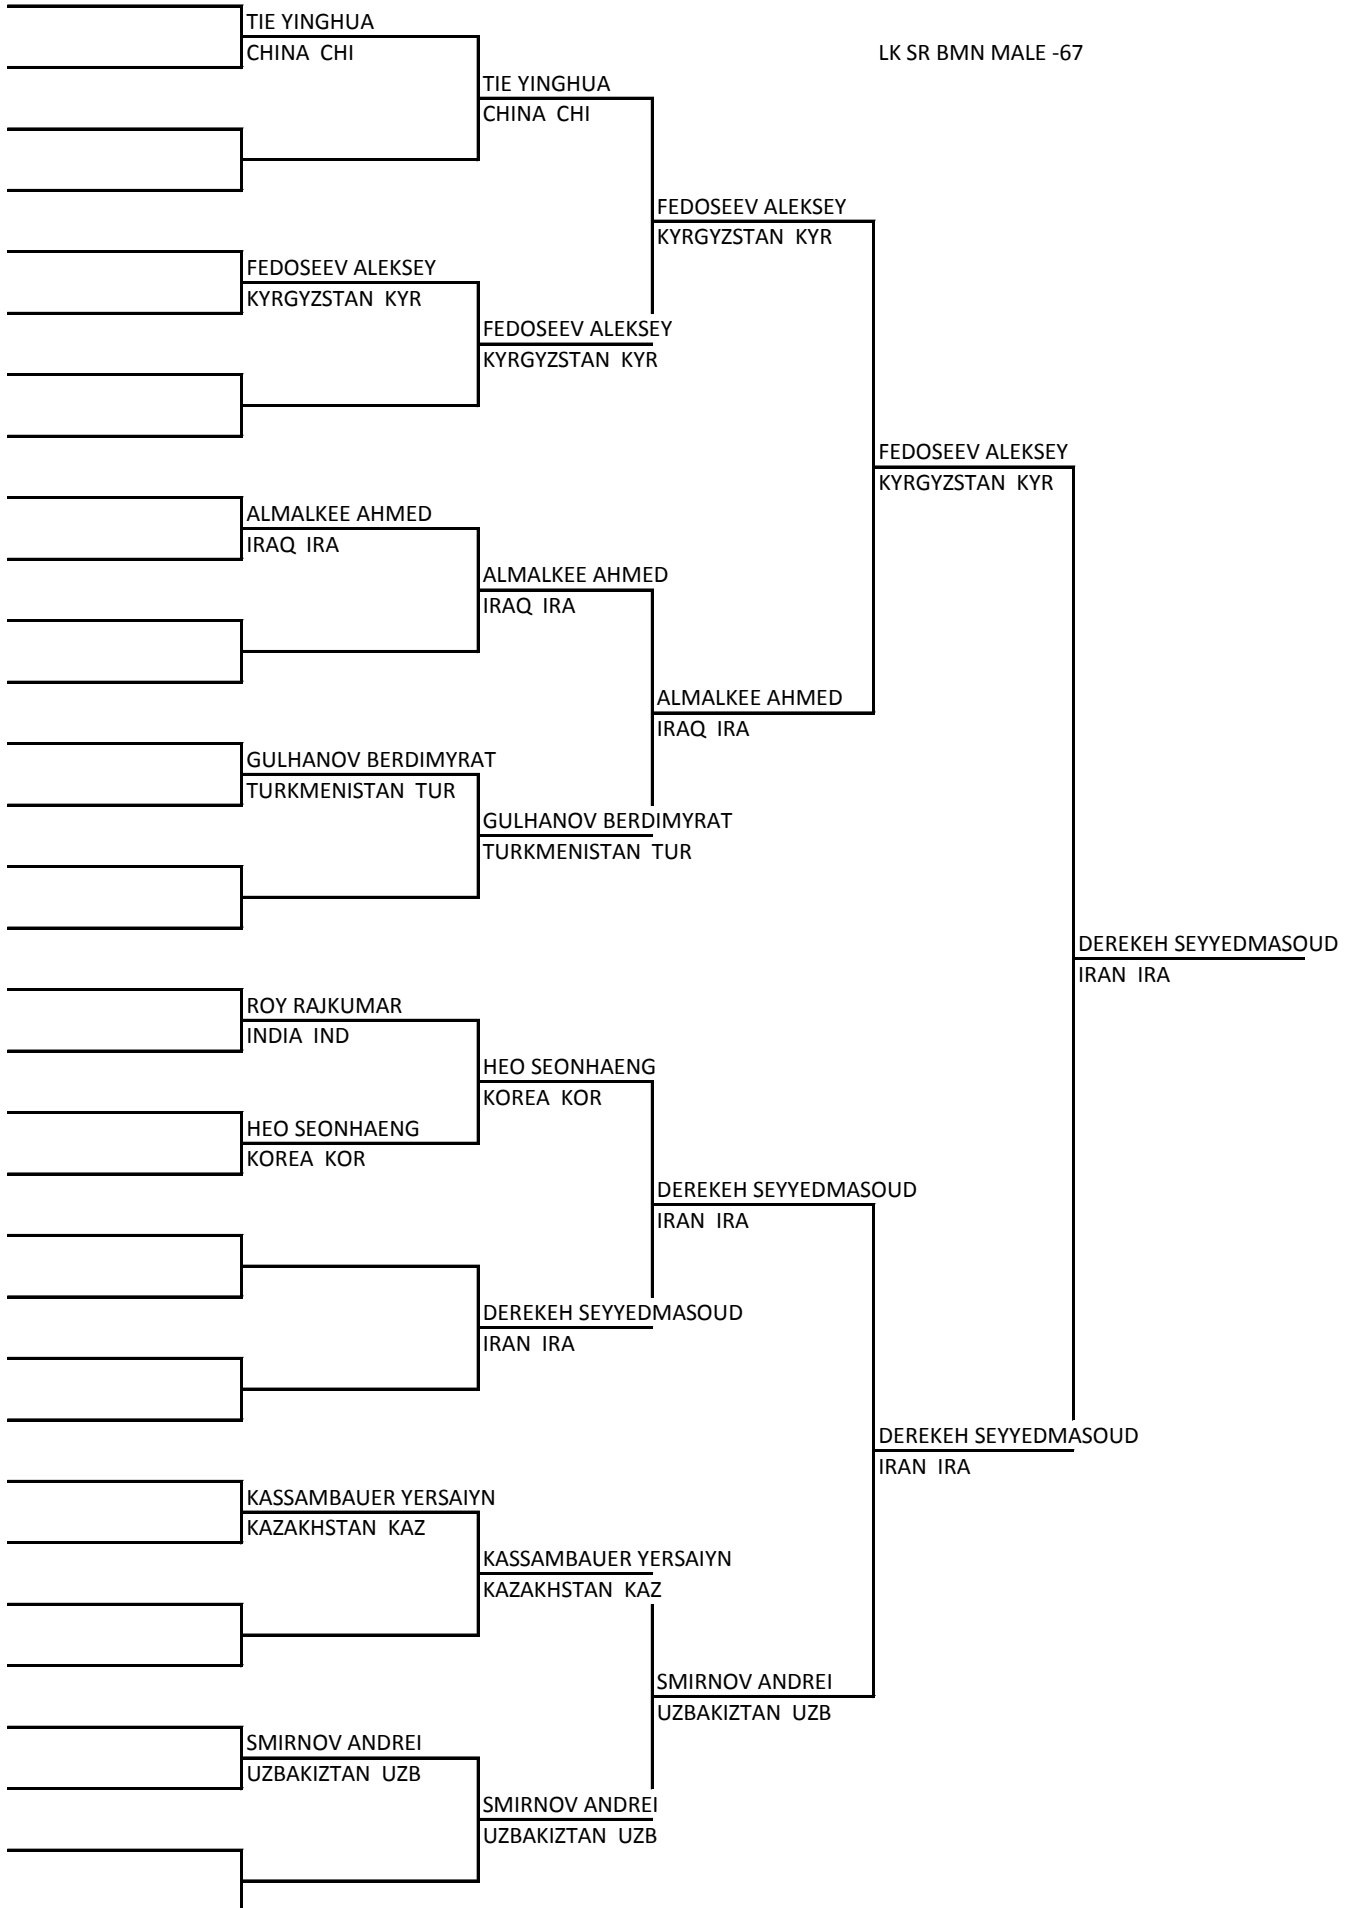 TIE YINGHUA
CHINA  CHI
LK SR BMN MALE -67
TIE YINGHUA
CHINA  CHI
FEDOSEEV ALEKSEY
KYRGYZSTAN  KYR
FEDOSEEV ALEKSEY
KYRGYZSTAN  KYR
FEDOSEEV ALEKSEY
KYRGYZSTAN  KYR
FEDOSEEV ALEKSEY
KYRGYZSTAN  KYR
ALMALKEE AHMED
IRAQ  IRA
ALMALKEE AHMED
IRAQ  IRA
ALMALKEE AHMED
IRAQ  IRA
GULHANOV BERDIMYRAT
TURKMENISTAN  TUR
GULHANOV BERDIMYRAT
TURKMENISTAN  TUR
DEREKEH SEYYEDMASOUD
IRAN  IRA
ROY RAJKUMAR
INDIA  IND
HEO SEONHAENG
KOREA  KOR
HEO SEONHAENG
KOREA  KOR
DEREKEH SEYYEDMASOUD
IRAN  IRA
DEREKEH SEYYEDMASOUD
IRAN  IRA
DEREKEH SEYYEDMASOUD
IRAN  IRA
KASSAMBAUER YERSAIYN
KAZAKHSTAN  KAZ
KASSAMBAUER YERSAIYN
KAZAKHSTAN  KAZ
SMIRNOV ANDREI
UZBAKIZTAN  UZB
SMIRNOV ANDREI
UZBAKIZTAN  UZB
SMIRNOV ANDREI
UZBAKIZTAN  UZB